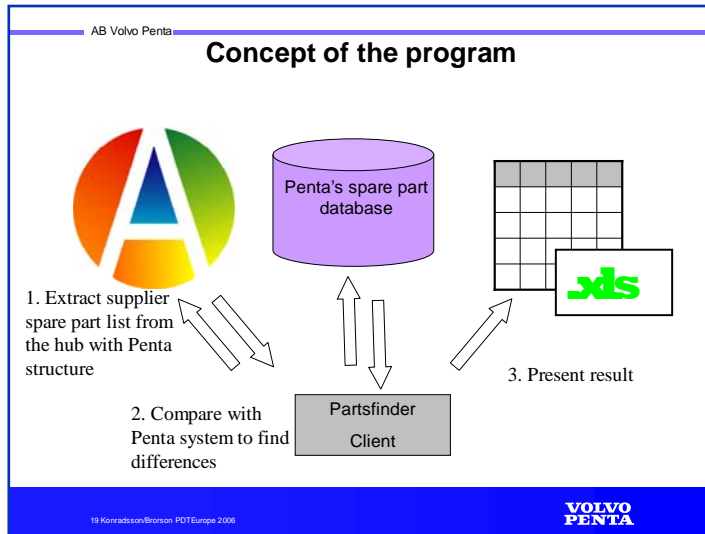 AB Volvo Penta
Concept of the program
Penta's spare part
database
.xls
1. Extract supplier
spare part list from
the hub with Penta
structure
3. Present result
2. Compare with
Penta system to find
differences
Partsfinder
Client
19 Konradsson/Brorson PDTEurope 2006
VOLVO
PENTA